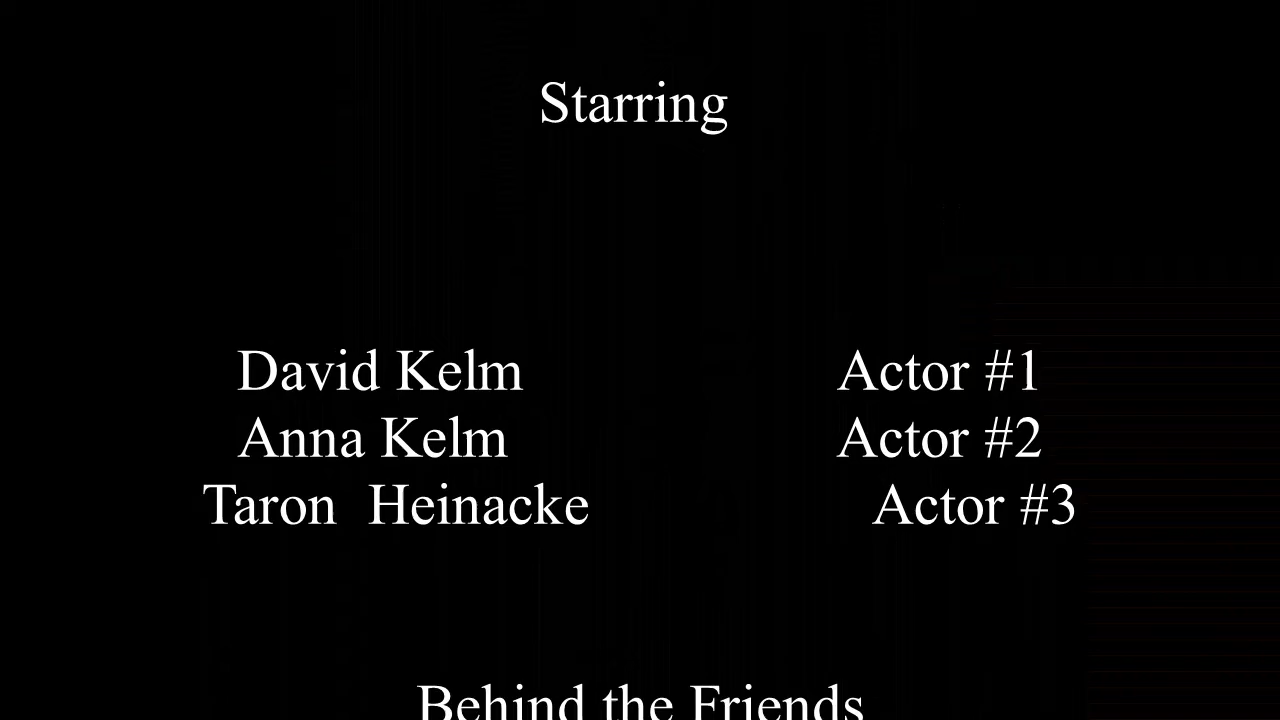 Starring
David Kelm Actor #1
Anna Kelm Actor #2
Taron Heinacke Actor #3
Behind the Friends